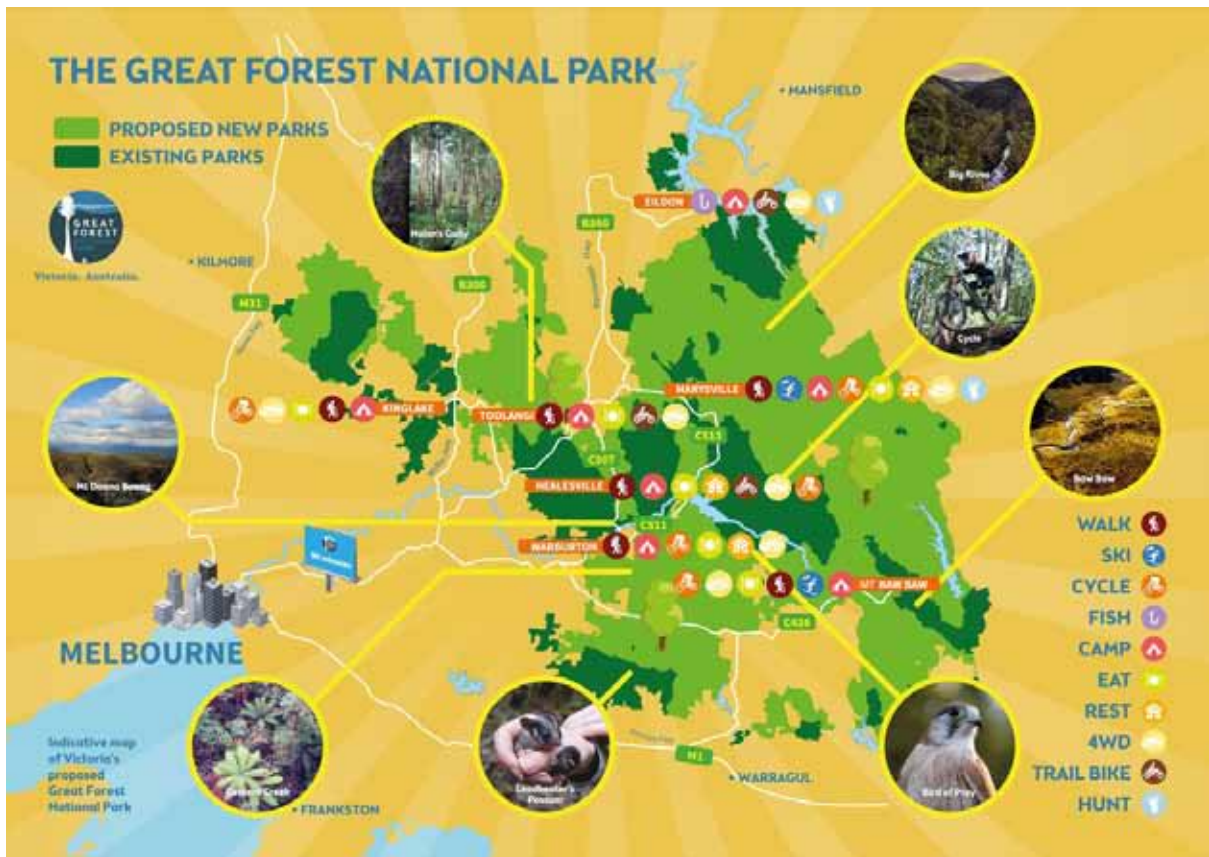 THE GREAT FOREST NATIONAL PARK
PROPOSED NEW PARKS
EXISTING PARKS
GREAT
FOREST
Victoria. Australia.
MANSFIELD
Big River
EILDON
B360
KILMORE
B300
M31
Cycle
MARYSVILLE
KINGLAKE
TOOLANGI
C513
C507
Mt Donna Buang
HEALESVILLE
Baw Baw
C511
WARBURTON
MT BAW BAW
C426
MELBOURNE
WALK
SKI
CYCLE
FISH
CAMP
EAT
REST
4WD
TRAIL BIKE
HUNT
Indicative map
of Victoria's
proposed
Great Forest
National Park
Creek
Leadbeater's
Possum
Bird of Prey
M1
WARRAGUL
FRANKSTON